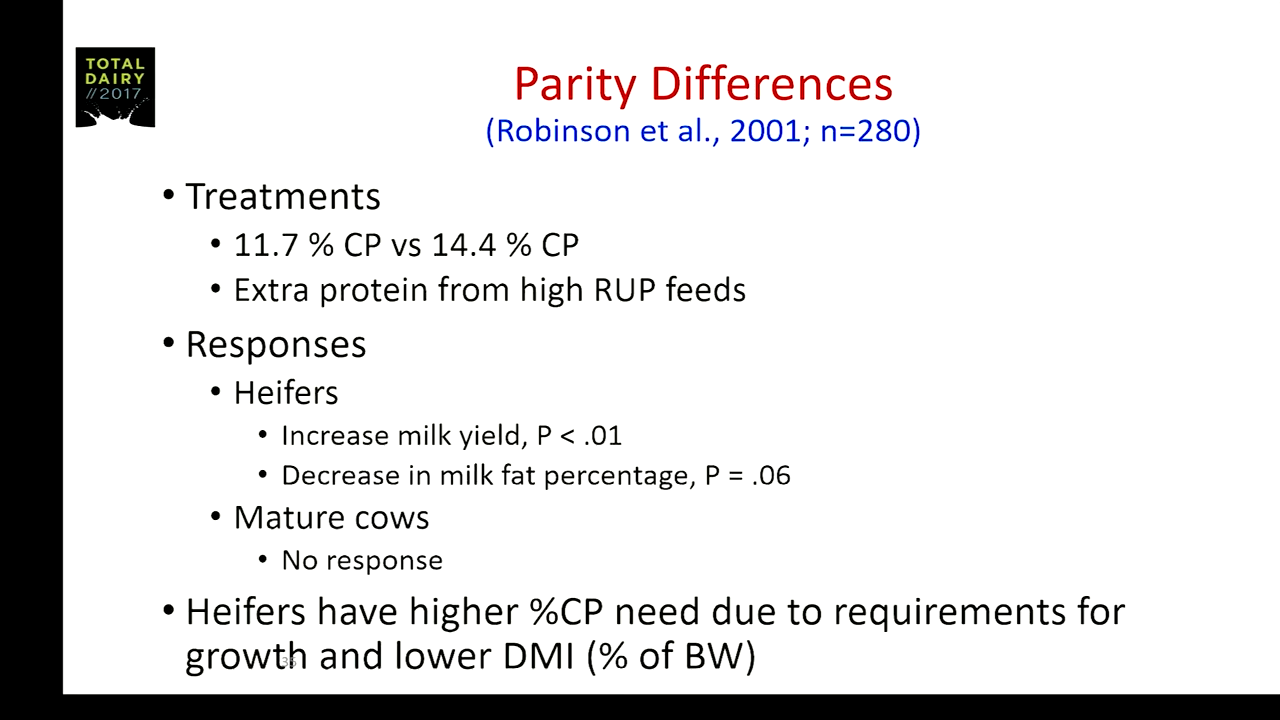 TOTAL
DAIRY
//2017
Parity Differences
(Robinson et al., 2001; n=280)
• Treatments
• 11.7 % CP vs 14.4 % CP
• Extra protein from high RUP feeds
• Responses
• Heifers
• Increase milk yield, P < .01
• Decrease in milk fat percentage, P = .06
• Mature cows
• No response
• Heifers have higher %CP need due to requirements for
growth and lower DMI (% of BW)